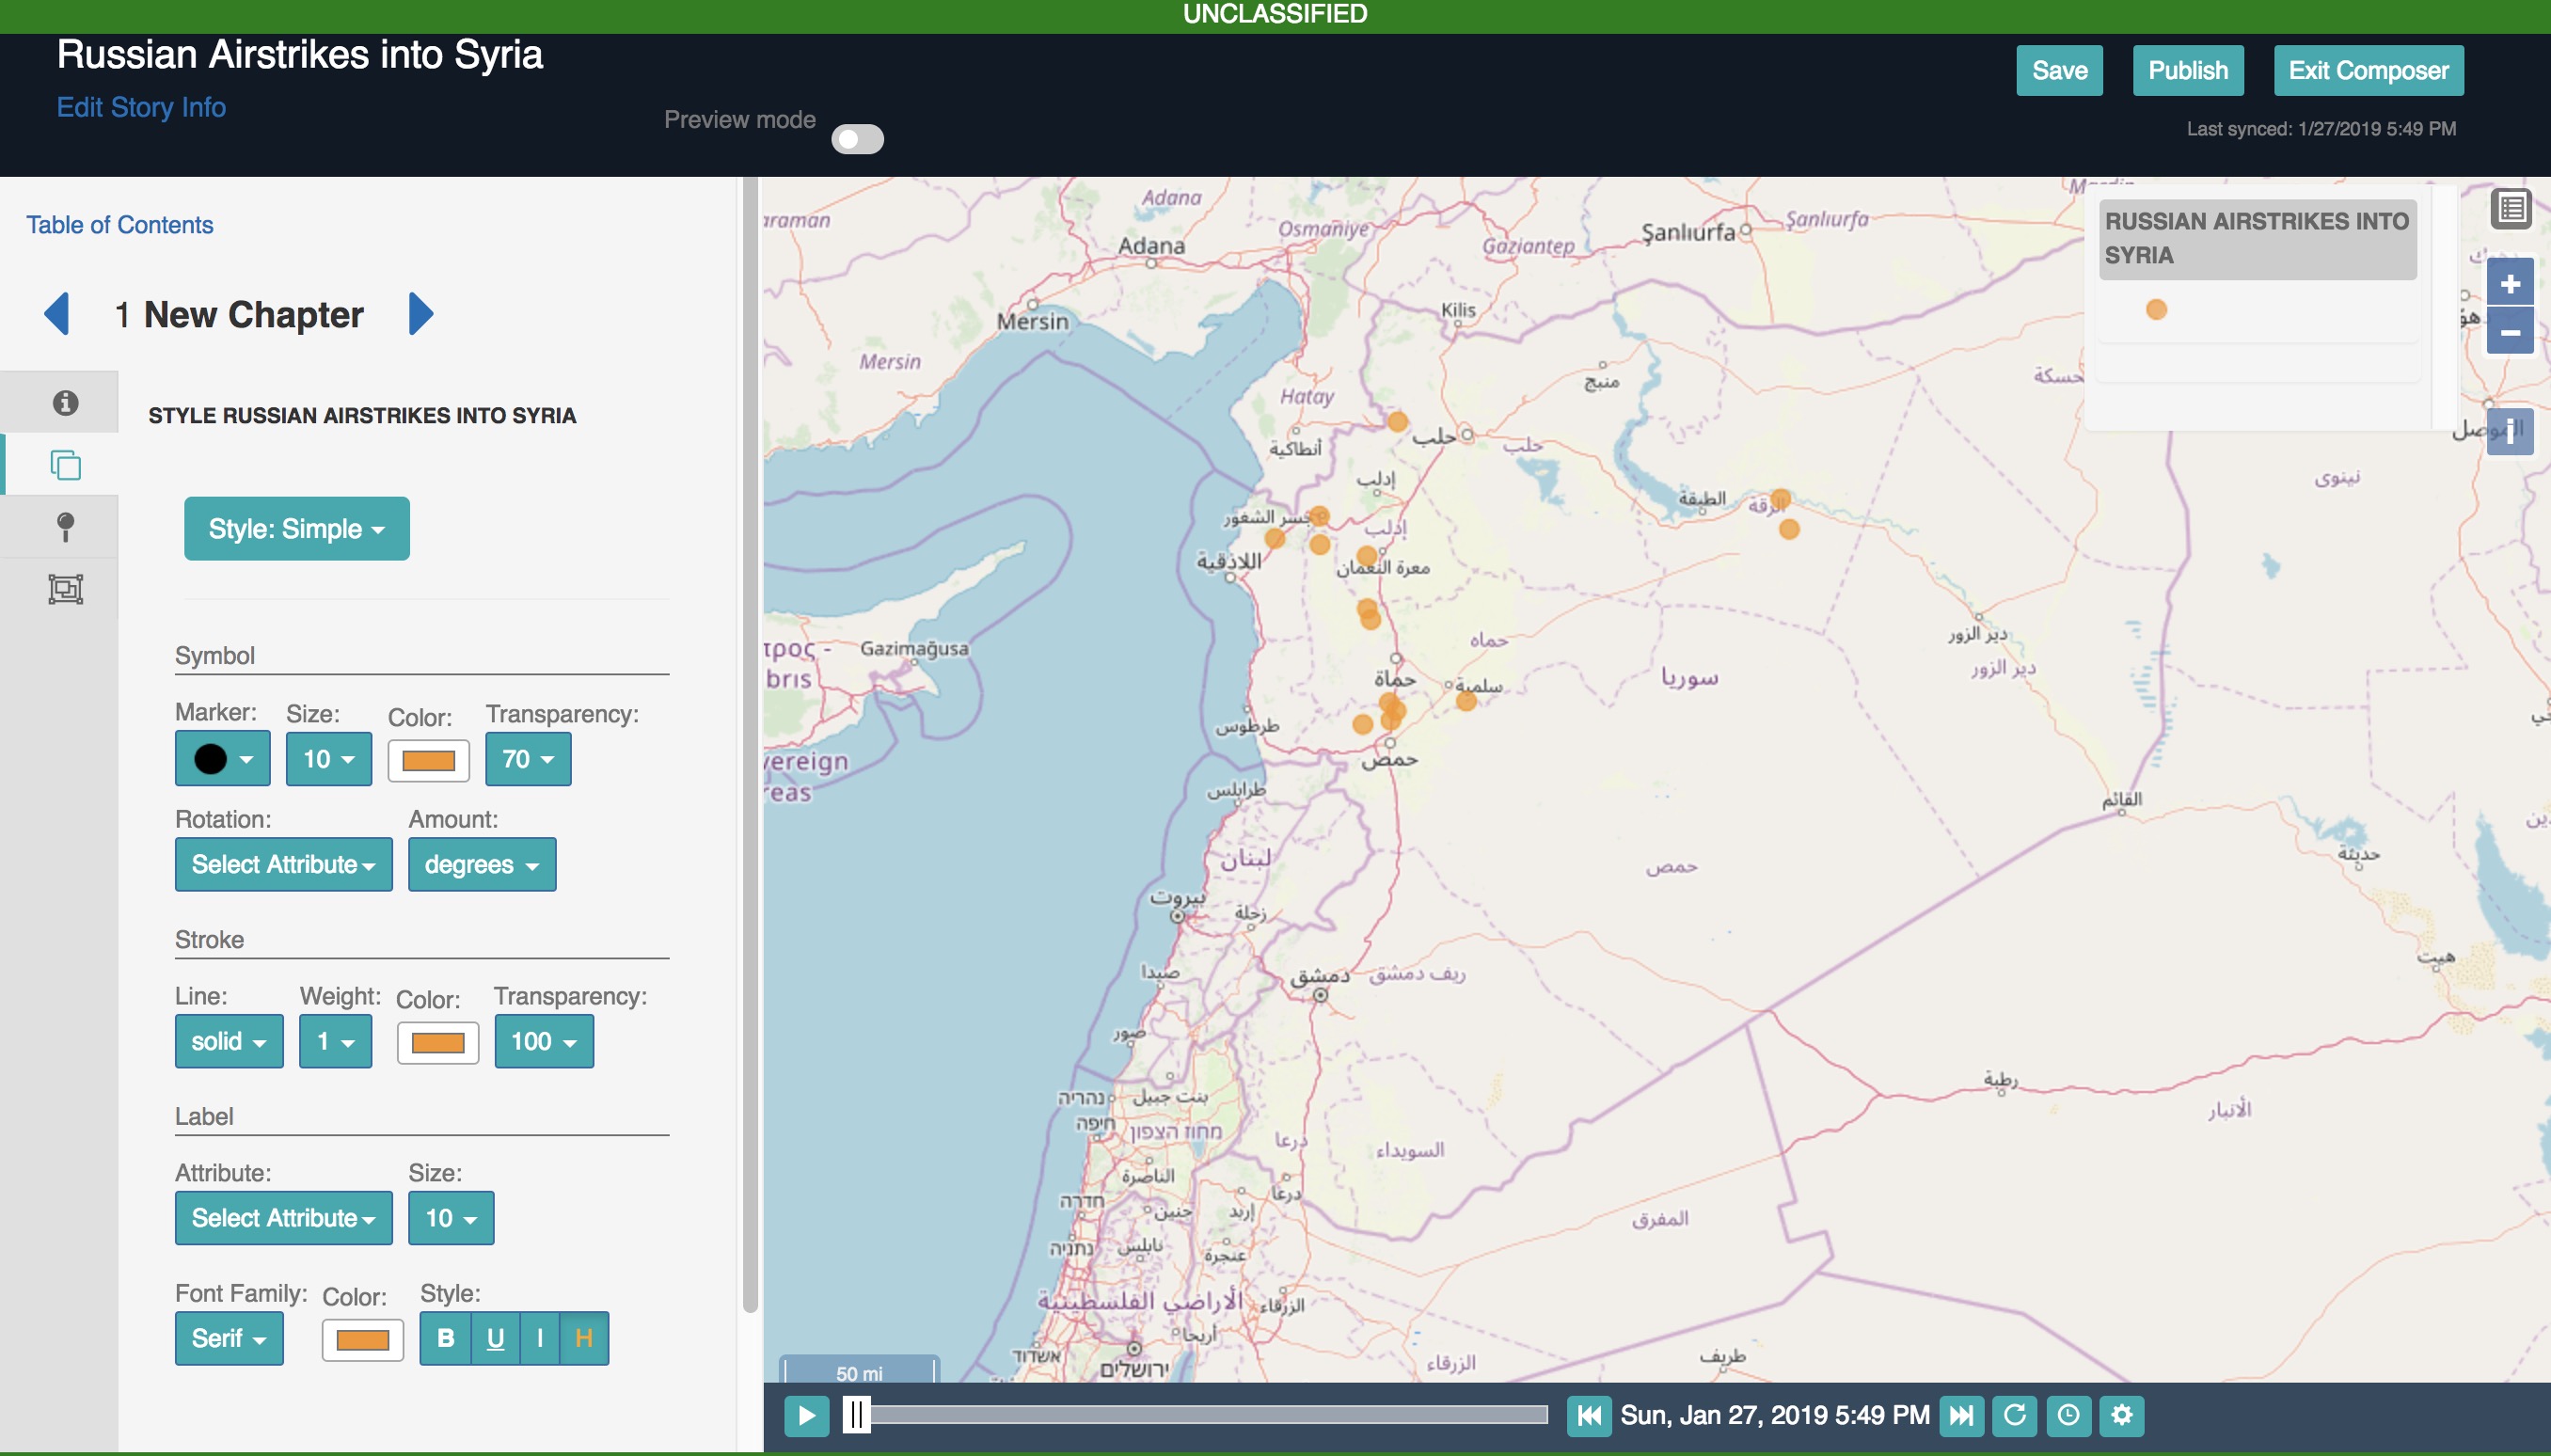 UNCLASSIFIED
Russian Airstrikes into Syria
Edit Story Info
Preview mode
Save
Publish
Exit Composer
Last synced: 1/27/2019 5:49 PM
Table of Contents
1 New Chapter
STYLE RUSSIAN AIRSTRIKES INTO SYRIA
Style: Simple
Symbol
Marker: Size: Color: Transparency:
10 70
Rotation: Amount:
Select Attribute degrees
Stroke
Line: Weight: Color: Transparency:
solid 1 100
Label
Attribute: Size:
Select Attribute 10
Font Family: Color: Style:
Serif B U I H
RUSSIAN AIRSTRIKES INTO
SYRIA
+
−
i
Adana
Adana
Osmaniye
Gaziantep
Şanlıurfa
Şanlıurfa
Mersin
Mersin
Kilis
Hatay
منبج
أنطاكية
حلب
حلب
إدلب
إدلب
جسر الشغور
اللاذقية
معرة النعمان
الطبقة
الرقة
نينوى
Gazimağusa
حماه
حماة
سلمية
سوريا
دير الزور
دير الزور
طرطوس
حمص
طرابلس
القائم
لبنان
حمص
حديثة
بيروت
زحلة
دمشق
ريف دمشق
هيت
صيدا
صور
نהריה
بنت جبيل
חיפה
מחוז הצפון
درعا
السويداء
رطبة
الأنبار
الناصرة
חדרה
جنين
إربد
درعا
المفرق
נתניה
نابلس
عنجرة
الأراضي الفلسطينية
الزرقاء
أريحا
אשדוד
ירושלים
الزرقاء
طريف
50 mi
Sun, Jan 27, 2019 5:49 PM